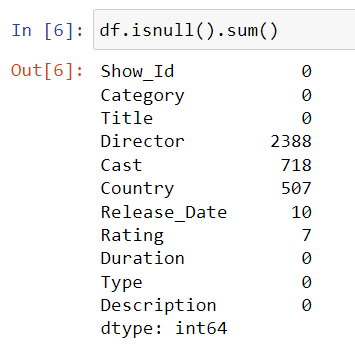 In [6]: df.isnull().sum()
Out[6]: Show_Id 0
Category 0
Title 0
Director 2388
Cast 718
Country 507
Release_Date 10
Rating 7
Duration 0
Type 0
Description 0
dtype: int64